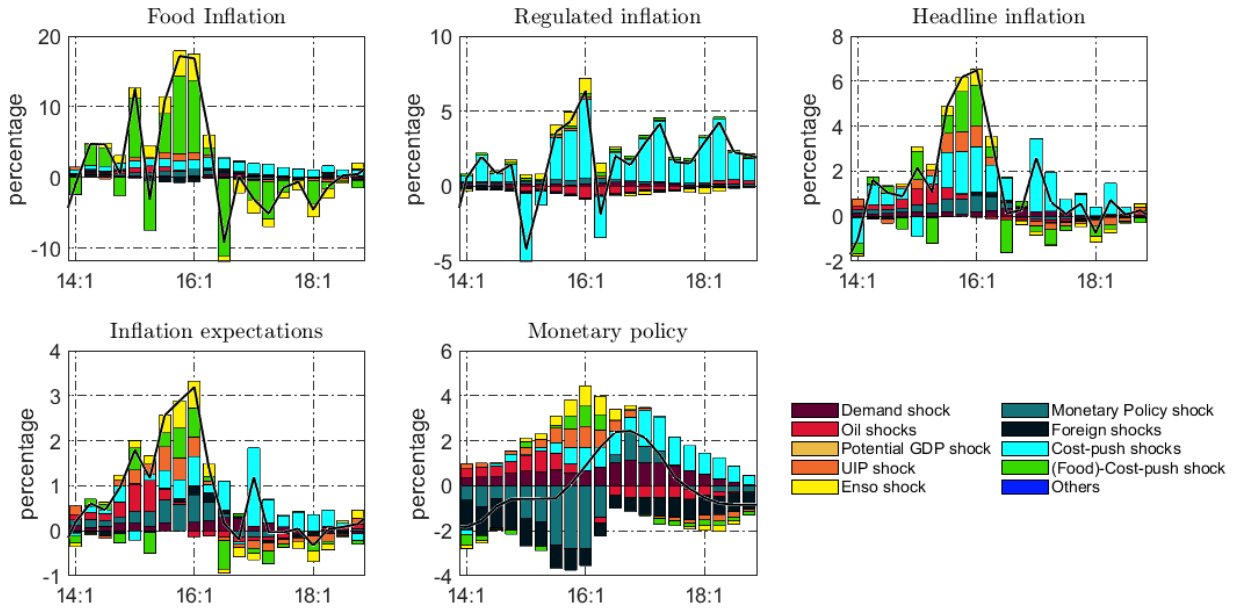 Food Inflation
percentage
20
10
0
-10
14:1 16:1 18:1
Regulated inflation
percentage
10
5
0
-5
14:1 16:1 18:1
Headline inflation
percentage
8
6
4
2
0
-2
14:1 16:1 18:1
Inflation expectations
percentage
4
3
2
1
0
-1
14:1 16:1 18:1
Monetary policy
percentage
6
4
2
0
-2
-4
14:1 16:1 18:1
Demand shock
Oil shocks
Potential GDP shock
UIP shock
Enso shock
Monetary Policy shock
Foreign shocks
Cost-push shocks
(Food)-Cost-push shock
Others